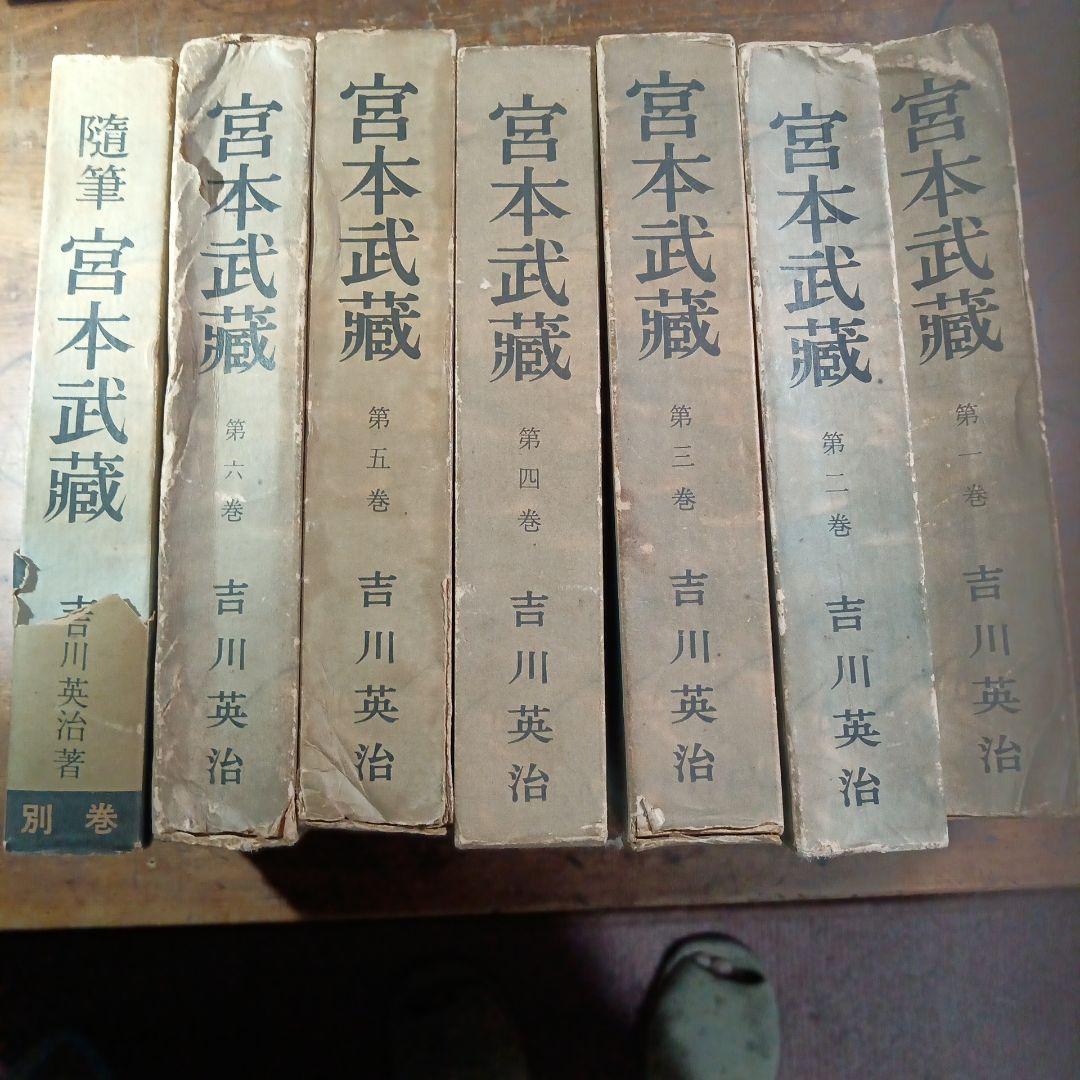 宮本武藏 第一巻 吉川英治
宮本武藏 第二巻 吉川英治
宮本武藏 第三巻 吉川英治
宮本武藏 第四巻 吉川英治
宮本武藏 第五巻 吉川英治
宮本武藏 第六巻 吉川英治
隨筆 宮本武藏 吉川英治著
別巻